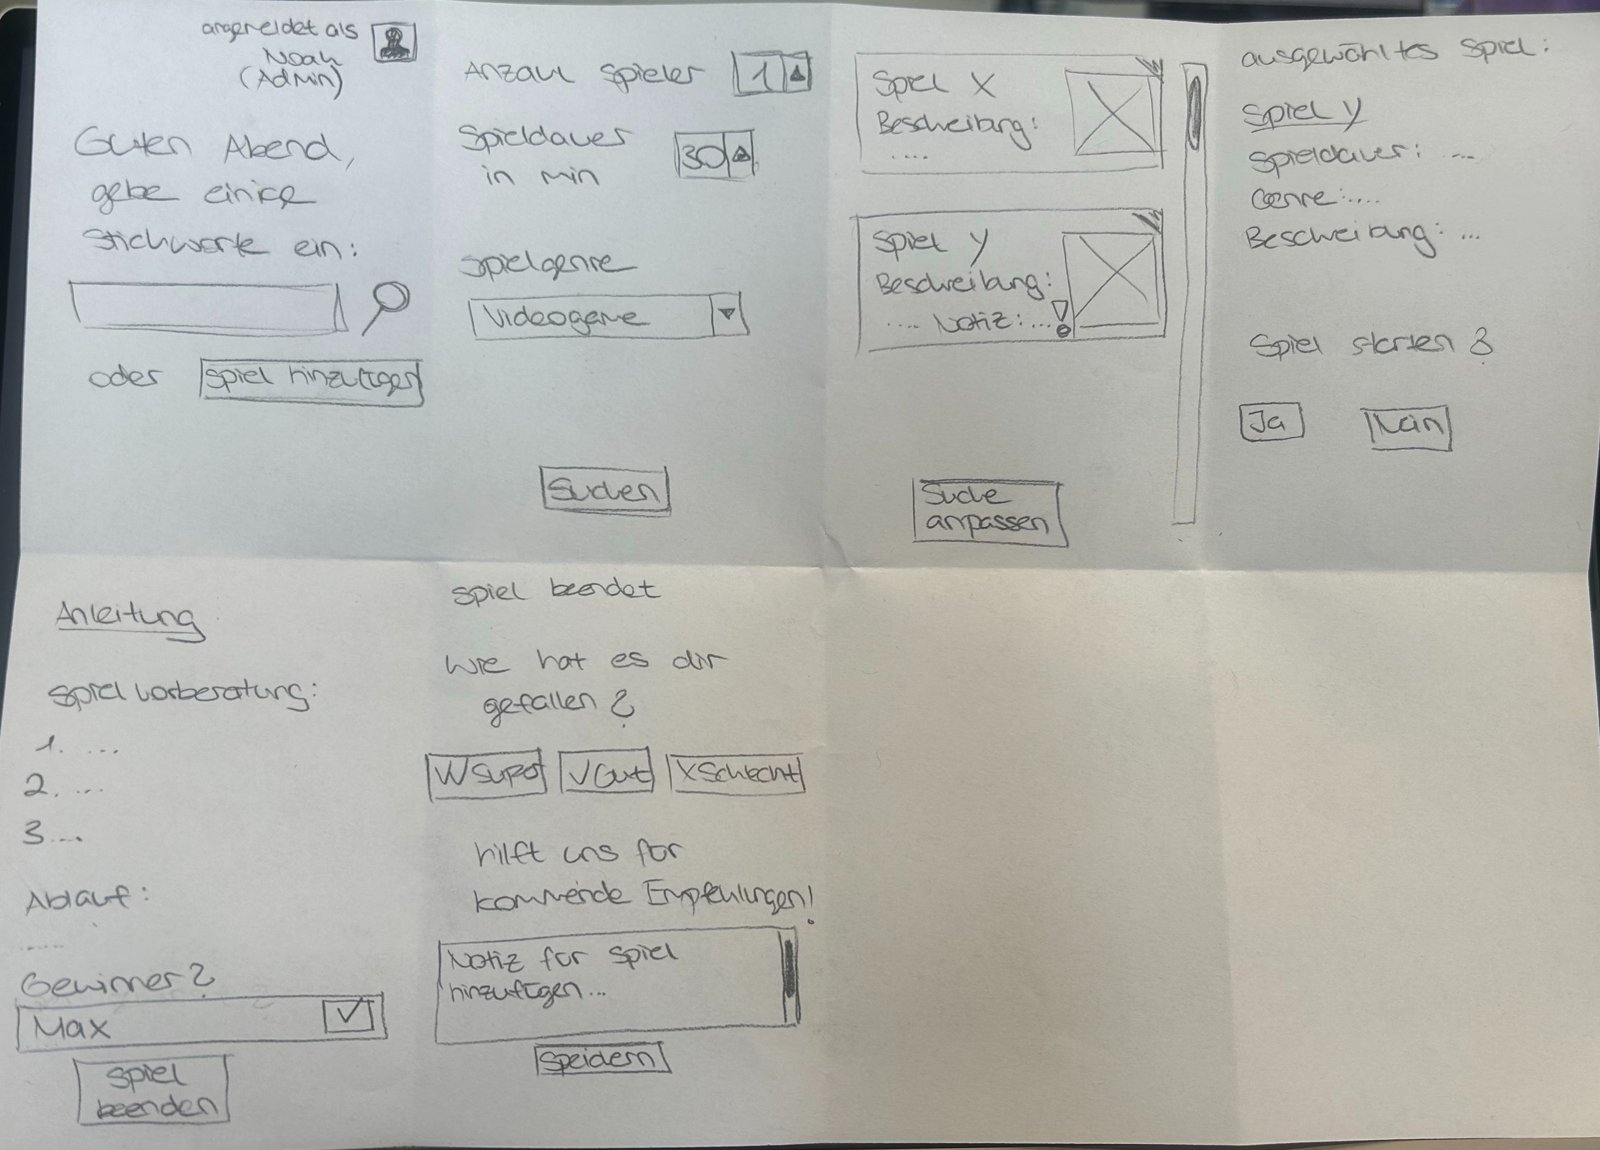 angemeldet als
Noah
(Admin)
Guten Abend,
gebe einige
Stichworte ein:
oder Spiel hinzufügen
Anzahl Spieler 1
Spieldauer
in min 30
Spielgenre
Videogame
Suchen
Spiel X
Beschreibung:
....
Spiel Y
Beschreibung:
.... Notiz: ... !
Suche
anpassen
ausgewähltes Spiel:
Spiel Y
Spieldauer: ...
Genre: ....
Beschreibung: ...
Spiel starten?
Ja Nein
Anleitung
Spielvorbereitung:
1. ...
2. ...
3. ...
Ablauf:
.....
Gewinner?
Max
Spiel
beenden
Spiel beendet
Wie hat es dir
gefallen?
Super Gut Schlecht
hilft uns für
kommende Empfehlungen!
Notiz für Spiel
hinzufügen...
Speichern